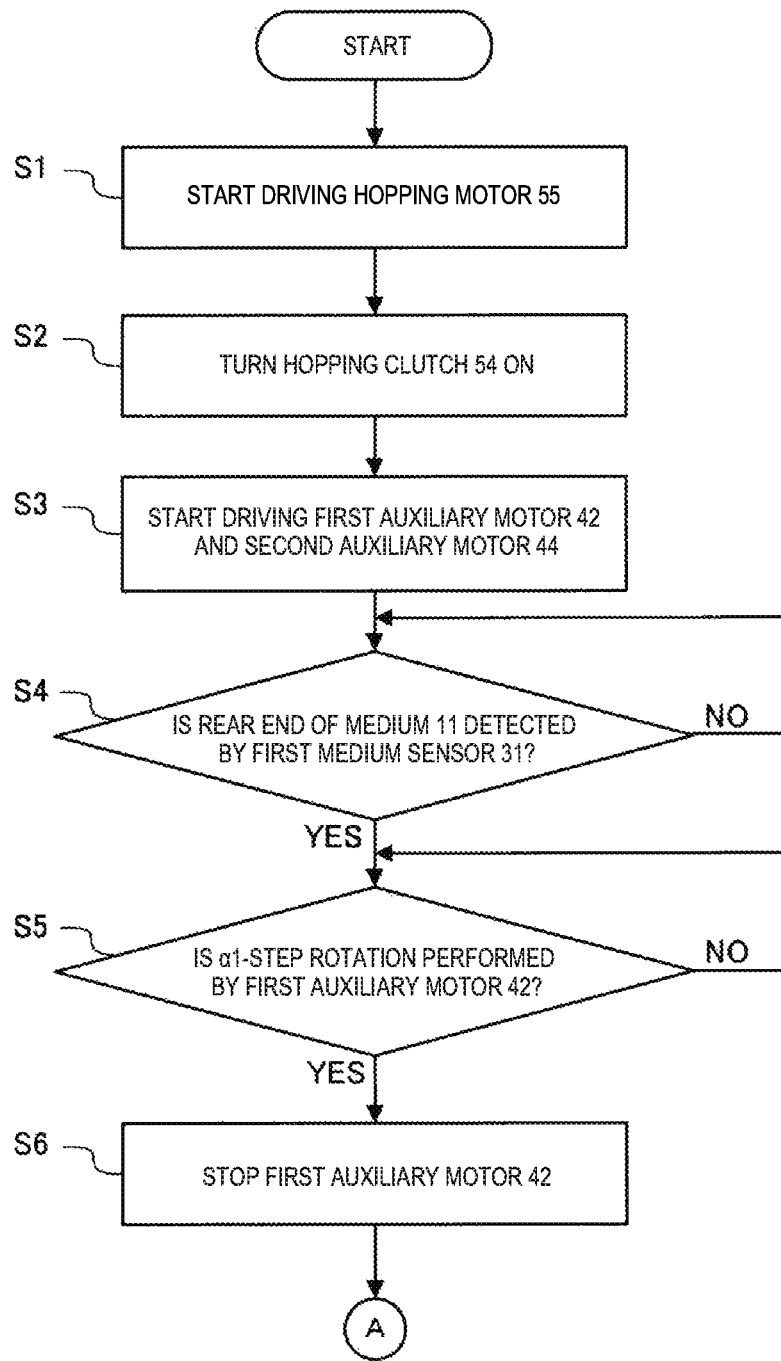 START
S1
START DRIVING HOPPING MOTOR 55
S2
TURN HOPPING CLUTCH 54 ON
S3
START DRIVING FIRST AUXILIARY MOTOR 42
AND SECOND AUXILIARY MOTOR 44
S4
IS REAR END OF MEDIUM 11 DETECTED
BY FIRST MEDIUM SENSOR 31?
NO
YES
S5
IS α1-STEP ROTATION PERFORMED
BY FIRST AUXILIARY MOTOR 42?
NO
YES
S6
STOP FIRST AUXILIARY MOTOR 42
A